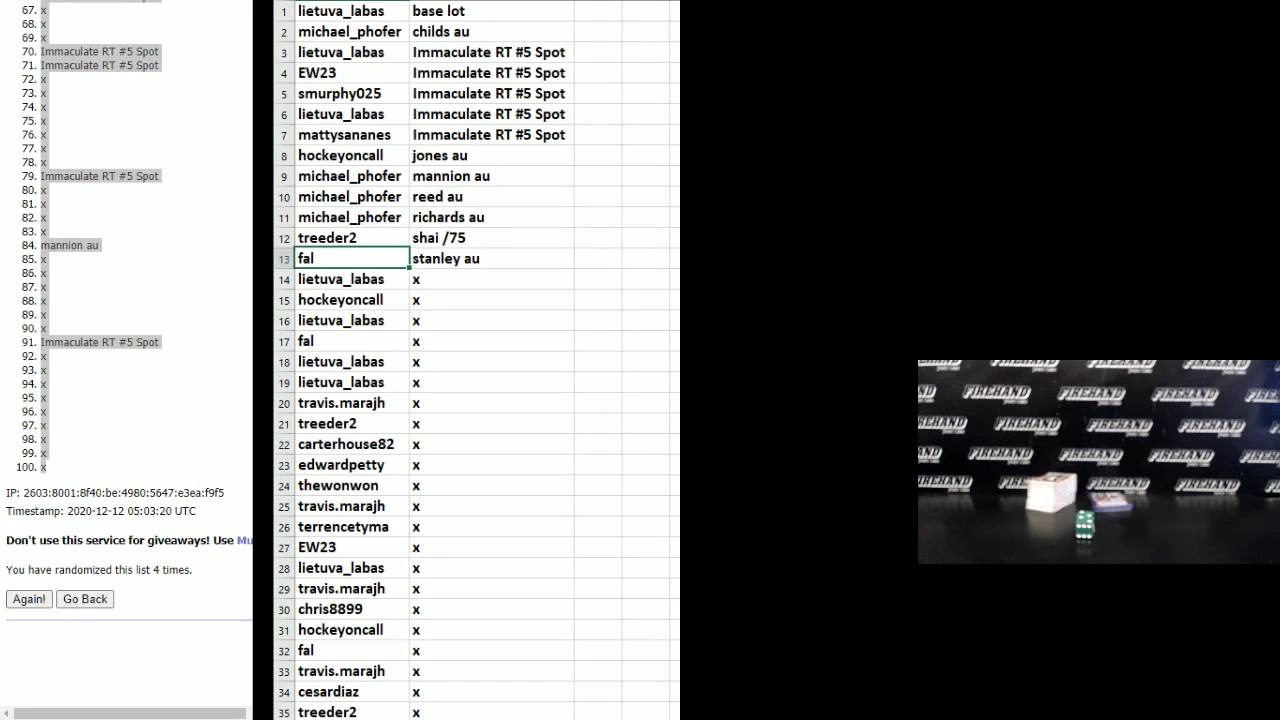 67. x
68. x
69. x
70. Immaculate RT #5 Spot
71. Immaculate RT #5 Spot
72. x
73. x
74. x
75. x
76. x
77. x
78. x
79. Immaculate RT #5 Spot
80. x
81. x
82. x
83. x
84. mannion au
85. x
86. x
87. x
88. x
89. x
90. x
91. Immaculate RT #5 Spot
92. x
93. x
94. x
95. x
96. x
97. x
98. x
99. x
100. x
IP: 2603:8001:8f40:be:4980:5647:e3ea:f9f5
Timestamp: 2020-12-12 05:03:20 UTC
Don't use this service for giveaways! Use Mu
You have randomized this list 4 times.
Again! Go Back
1 lietuva_labas base lot
2 michael_phofer childs au
3 lietuva_labas Immaculate RT #5 Spot
4 EW23 Immaculate RT #5 Spot
5 smurphy025 Immaculate RT #5 Spot
6 lietuva_labas Immaculate RT #5 Spot
7 mattysananes Immaculate RT #5 Spot
8 hockeyoncall jones au
9 michael_phofer mannion au
10 michael_phofer reed au
11 michael_phofer richards au
12 treeder2 shai /75
13 fal stanley au
14 lietuva_labas x
15 hockeyoncall x
16 lietuva_labas x
17 fal x
18 lietuva_labas x
19 lietuva_labas x
20 travis.marajh x
21 treeder2 x
22 carterhouse82 x
23 edwardpetty x
24 thewonwon x
25 travis.marajh x
26 terrencetyma x
27 EW23 x
28 lietuva_labas x
29 travis.marajh x
30 chris8899 x
31 hockeyoncall x
32 fal x
33 travis.marajh x
34 cesardiaz x
35 treeder2 x
FIREHAND FIREHAND FIREHAND
FIREHAND FIREHAND
FIREHAND FIREHAND
FIREHAND FIREHAND